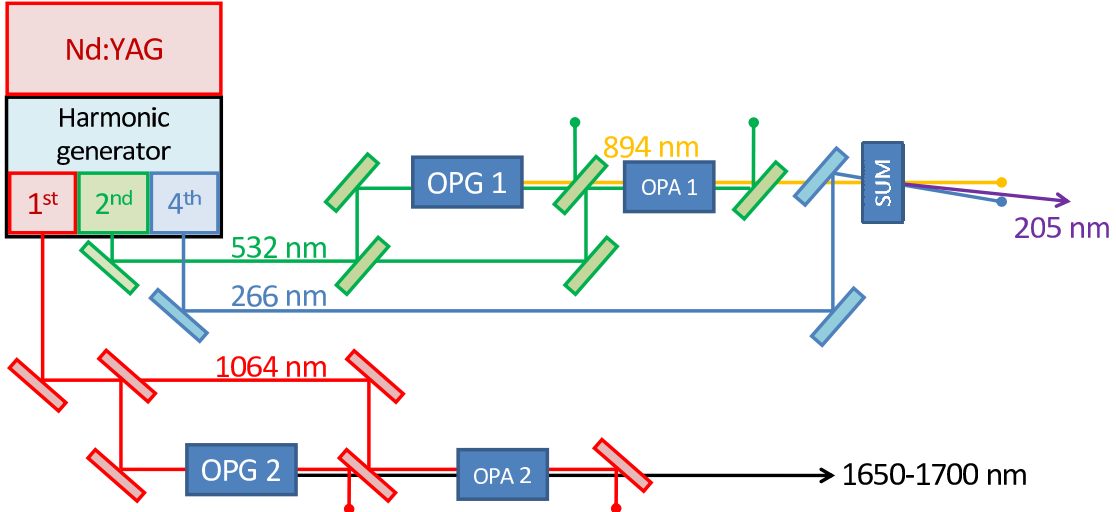 Nd:YAG
Harmonic
generator
1st 2nd 4th
894 nm
OPG 1
OPA 1
SUM
205 nm
532 nm
266 nm
1064 nm
OPG 2
OPA 2
1650-1700 nm